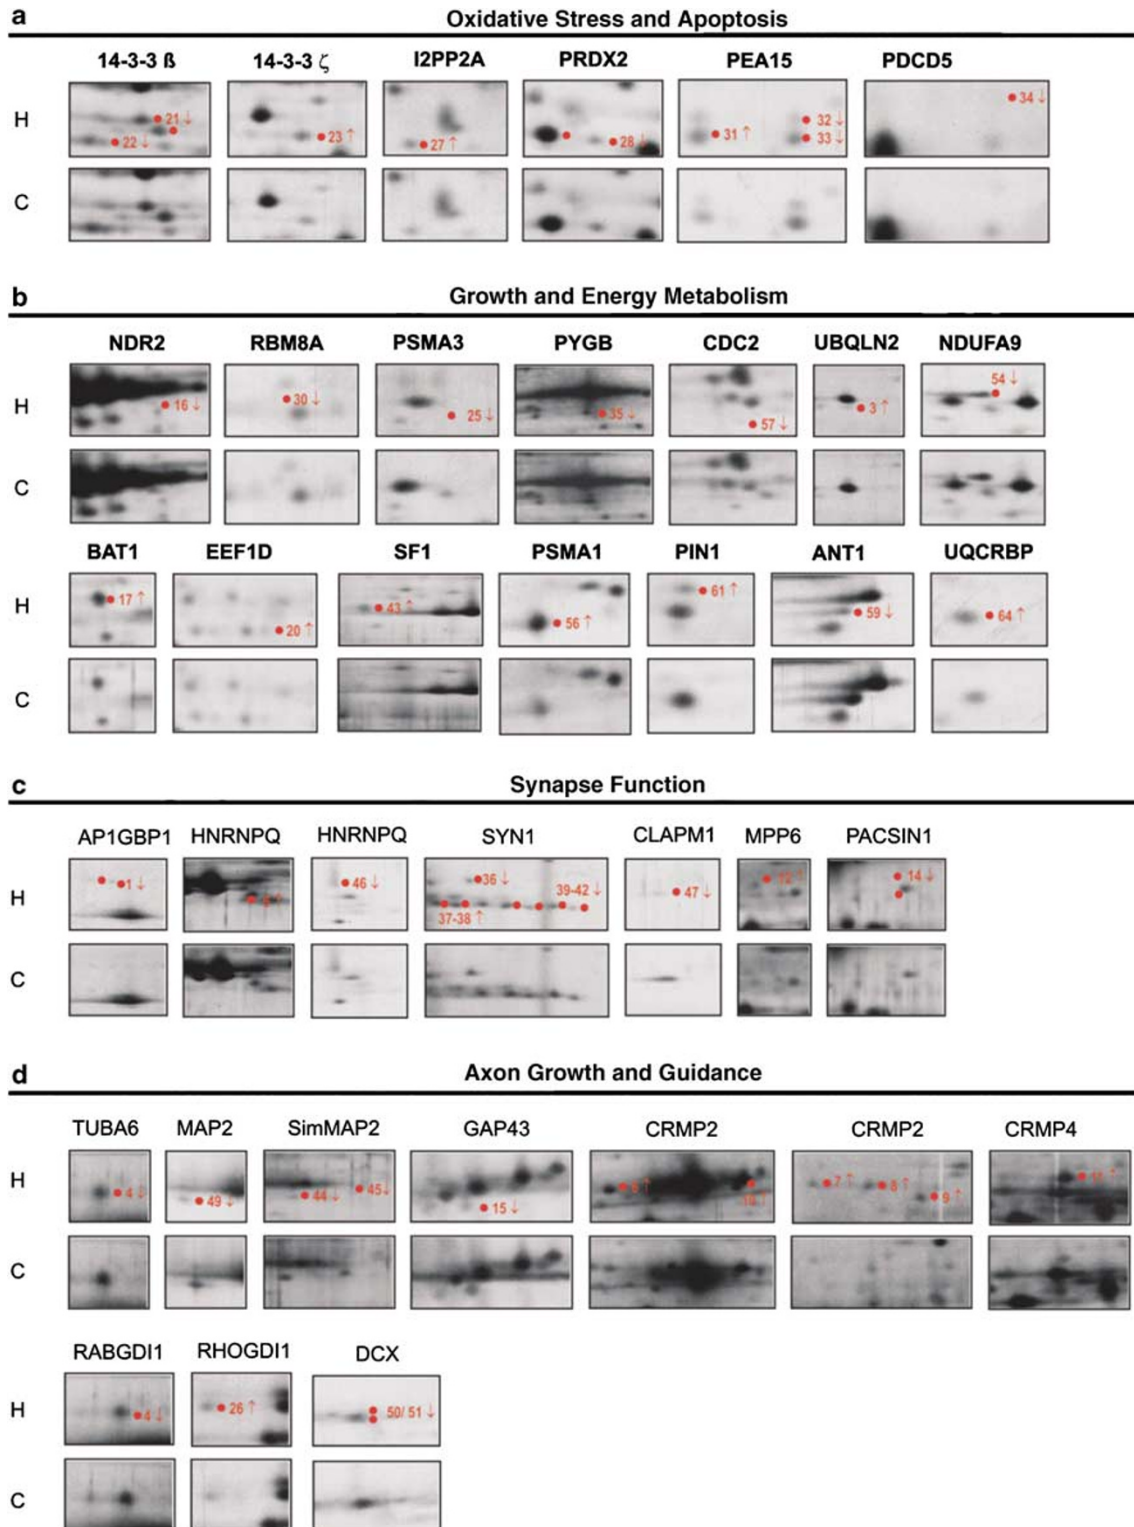 a
Oxidative Stress and Apoptosis
14-3-3 ß 14-3-3 ζ I2PP2A PRDX2 PEA15 PDCD5
H 21 ↓ 22 ↓ 23 ↑ 27 ↑ 28 ↓ 31 ↑ 32 ↓ 33 ↓ 34 ↓
C
b
Growth and Energy Metabolism
NDR2 RBM8A PSMA3 PYGB CDC2 UBQLN2 NDUFA9
H 16 ↓ 30 ↓ 25 ↓ 35 ↓ 57 ↓ 3 ↑ 54 ↓
C
BAT1 EEF1D SF1 PSMA1 PIN1 ANT1 UQCRBP
H 17 ↑ 20 ↑ 43 ↑ 56 ↑ 61 ↑ 59 ↓ 64 ↑
C
c
Synapse Function
AP1GBP1 HNRNPQ HNRNPQ SYN1 CLAPM1 MPP6 PACSIN1
H 1 ↓ ↑ 46 ↓ 36 ↓ 37-38 ↑ 39-42 ↓ 47 ↓ 12 ↑ 14 ↓
C
d
Axon Growth and Guidance
TUBA6 MAP2 SimMAP2 GAP43 CRMP2 CRMP2 CRMP4
H 4 ↓ 49 ↓ 44 ↓ 45 ↓ 15 ↓ 6 ↑ 10 ↑ 7 ↑ 8 ↑ 9 ↑ 11 ↑
C
RABGDI1 RHOGDI1 DCX
H 4 ↓ 26 ↑ 50/ 51 ↓
C